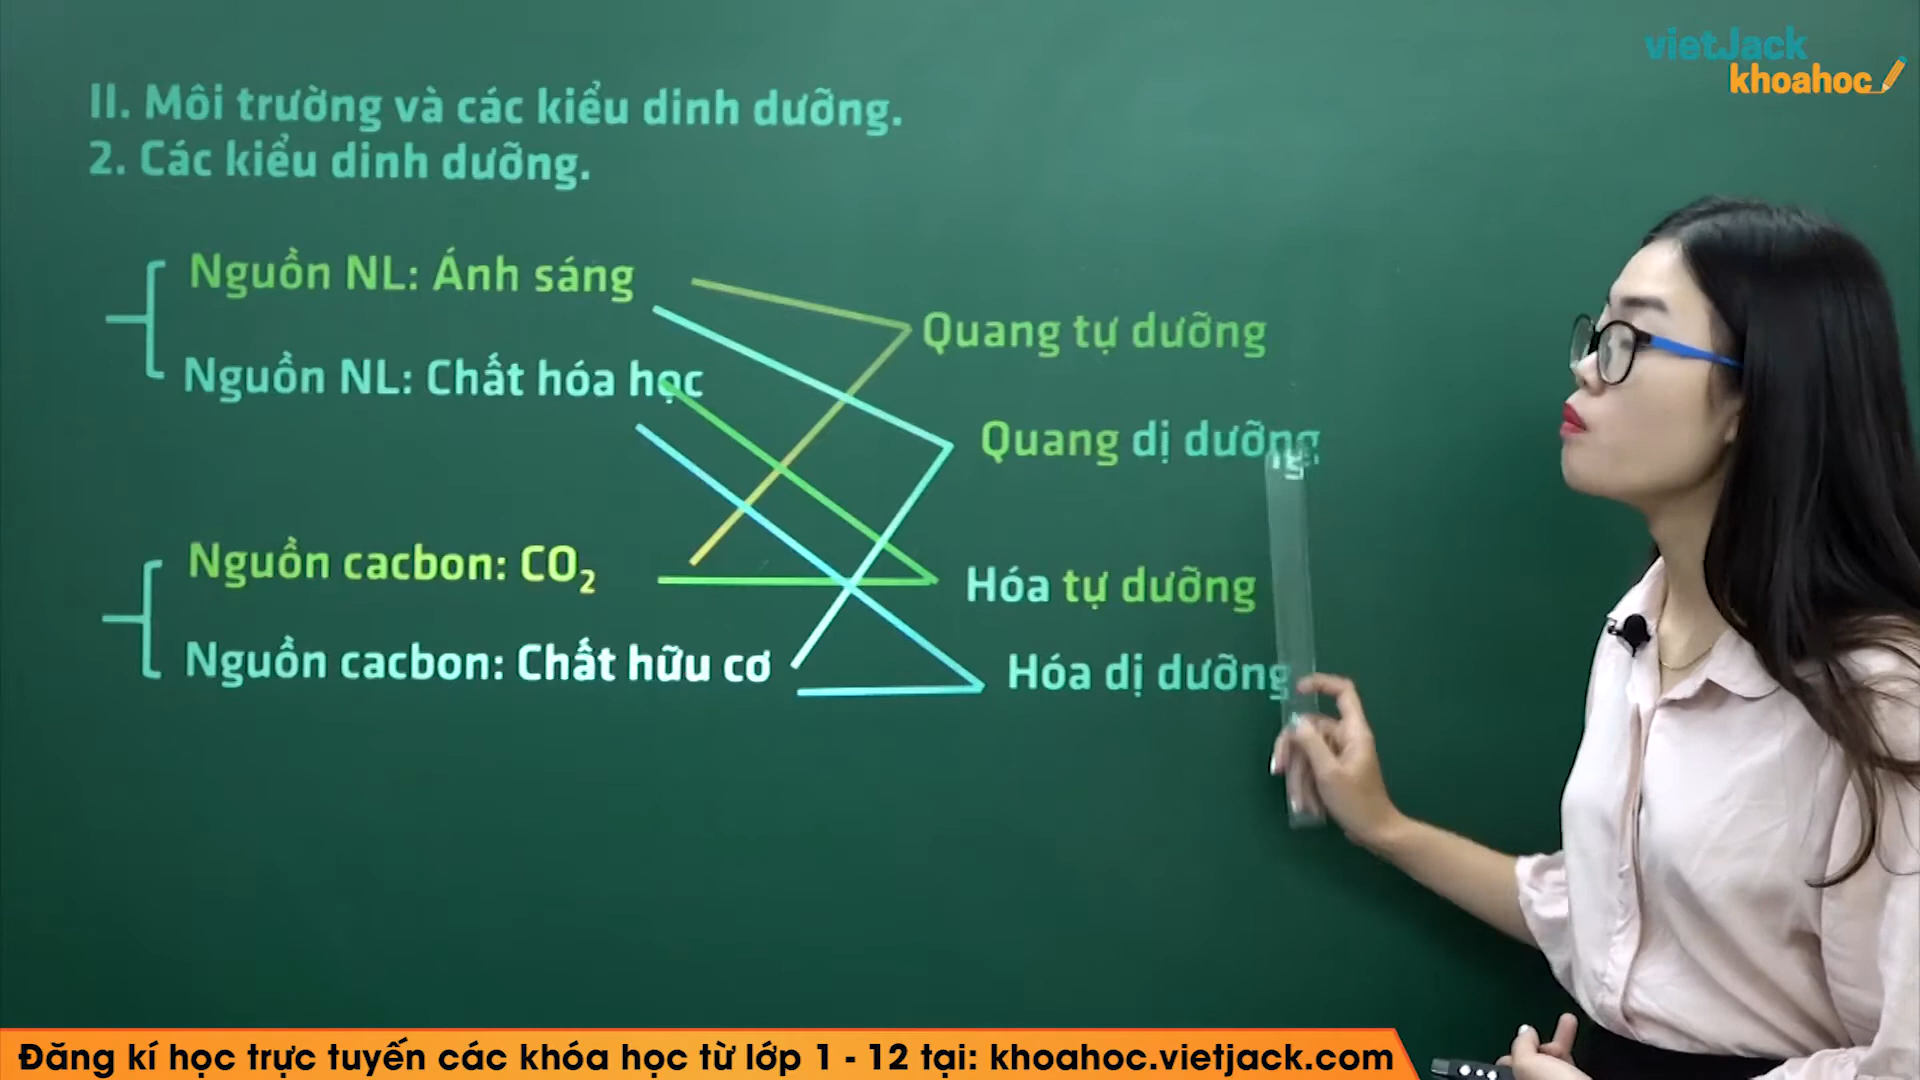 vietJack
khoahoc
II. Môi trường và các kiểu dinh dưỡng.
2. Các kiểu dinh dưỡng.
Nguồn NL: Ánh sáng
Nguồn NL: Chất hóa học
Nguồn cacbon: CO₂
Nguồn cacbon: Chất hữu cơ
Quang tự dưỡng
Quang dị dưỡng
Hóa tự dưỡng
Hóa dị dưỡng
Đăng kí học trực tuyến các khóa học từ lớp 1 - 12 tại: khoahoc.vietjack.com